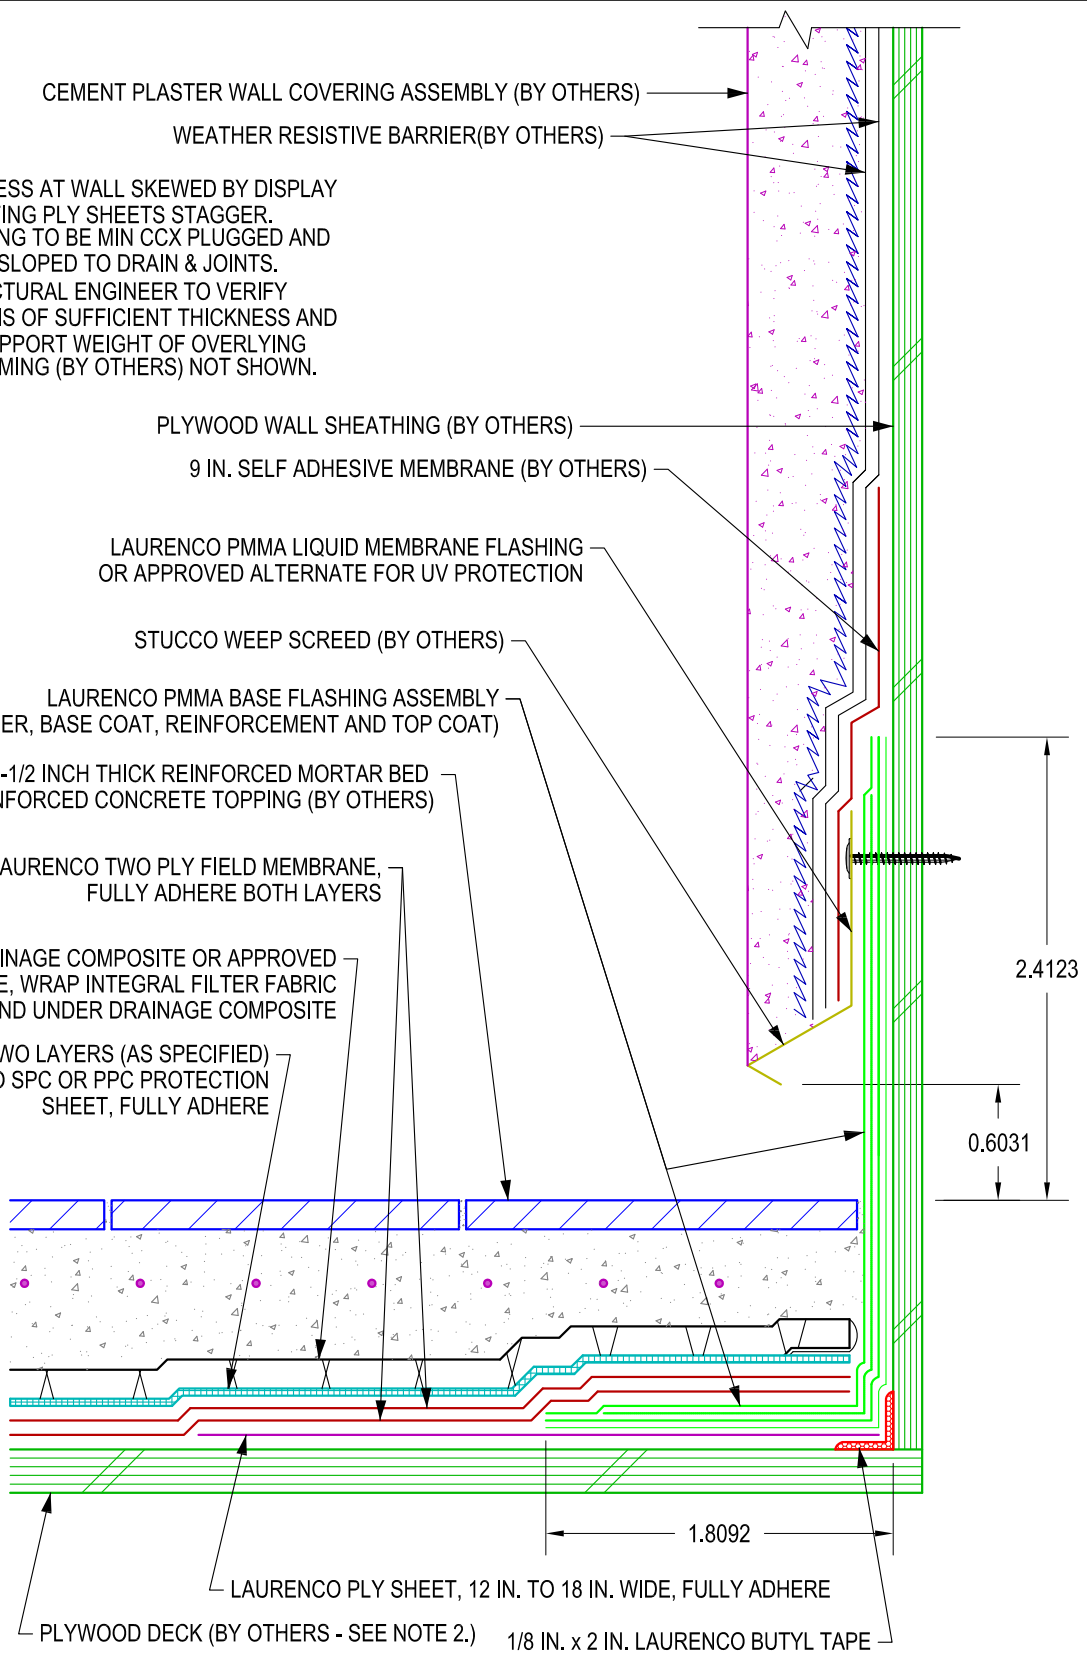 CEMENT PLASTER WALL COVERING ASSEMBLY (BY OTHERS)
WEATHER RESISTIVE BARRIER(BY OTHERS)
ESS AT WALL SKEWED BY DISPLAY
ING PLY SHEETS STAGGER.
NG TO BE MIN CCX PLUGGED AND
SLOPED TO DRAIN & JOINTS.
CTURAL ENGINEER TO VERIFY
IS OF SUFFICIENT THICKNESS AND
PPORT WEIGHT OF OVERLYING
MING (BY OTHERS) NOT SHOWN.
PLYWOOD WALL SHEATHING (BY OTHERS)
9 IN. SELF ADHESIVE MEMBRANE (BY OTHERS)
LAURENCO PMMA LIQUID MEMBRANE FLASHING
OR APPROVED ALTERNATE FOR UV PROTECTION
STUCCO WEEP SCREED (BY OTHERS)
LAURENCO PMMA BASE FLASHING ASSEMBLY
ER, BASE COAT, REINFORCEMENT AND TOP COAT)
-1/2 INCH THICK REINFORCED MORTAR BED
NFORCED CONCRETE TOPPING (BY OTHERS)
AURENCO TWO PLY FIELD MEMBRANE,
FULLY ADHERE BOTH LAYERS
INAGE COMPOSITE OR APPROVED
E, WRAP INTEGRAL FILTER FABRIC
ND UNDER DRAINAGE COMPOSITE
WO LAYERS (AS SPECIFIED)
O SPC OR PPC PROTECTION
SHEET, FULLY ADHERE
2.4123
0.6031
1.8092
LAURENCO PLY SHEET, 12 IN. TO 18 IN. WIDE, FULLY ADHERE
PLYWOOD DECK (BY OTHERS - SEE NOTE 2.)
1/8 IN. x 2 IN. LAURENCO BUTYL TAPE